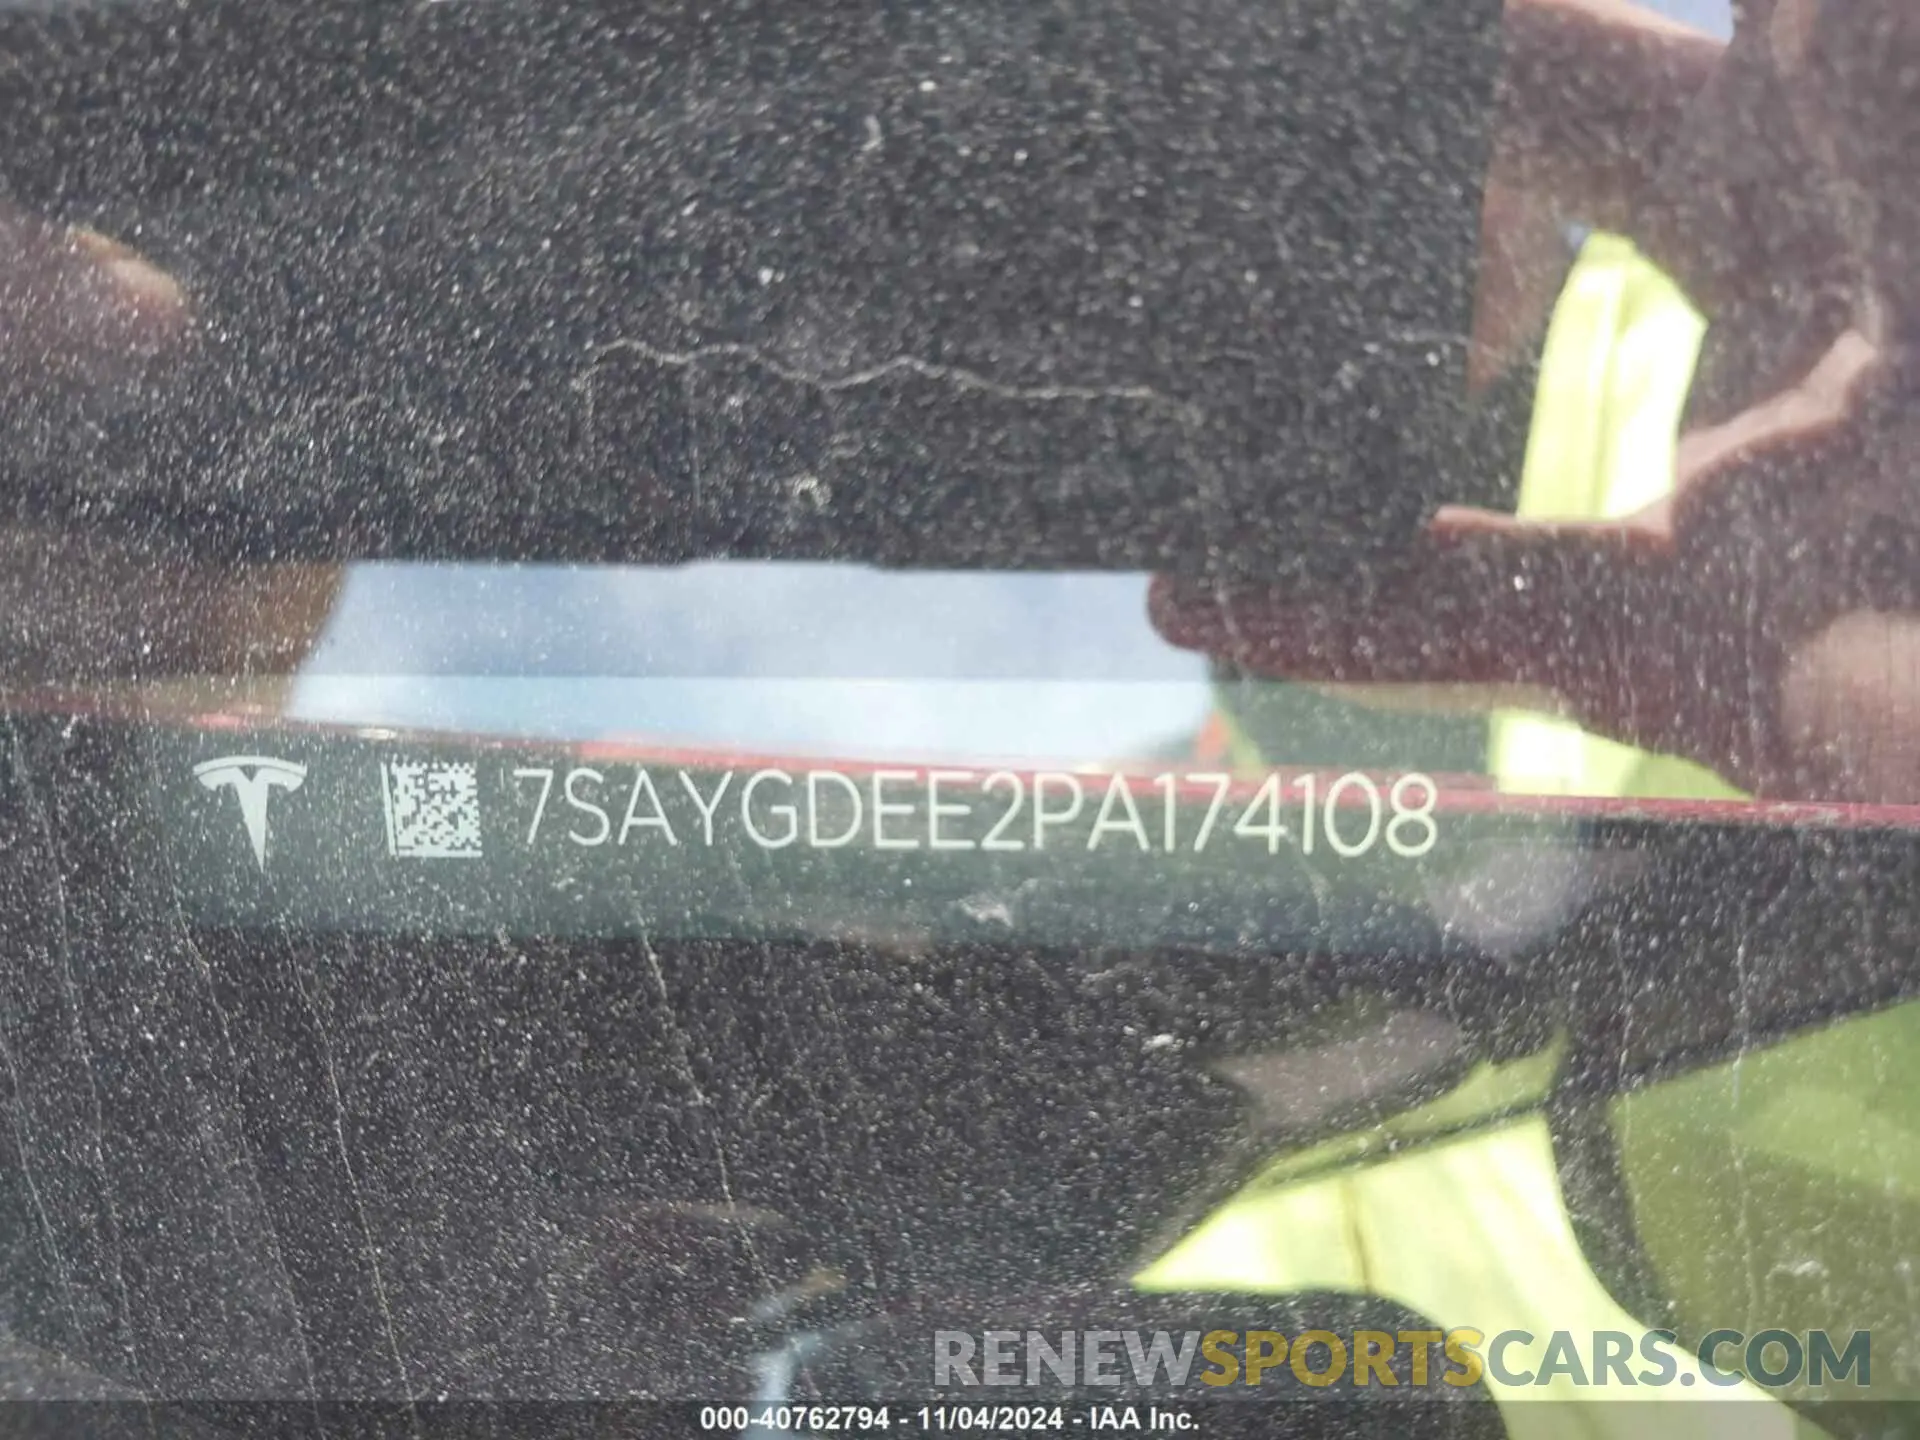 7SAYGDEE2PA174108
RENEWSPORTSCARS.COM
000-40762794 - 11/04/2024 - IAA Inc.